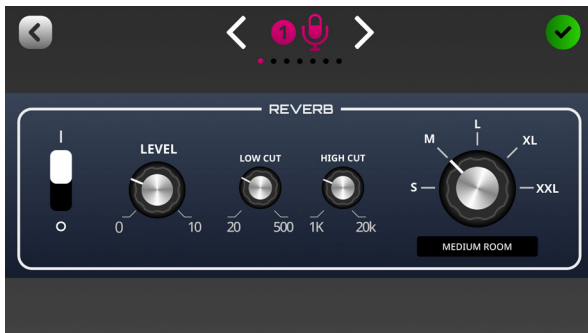 1
REVERB
I
O
LEVEL
0 10
LOW CUT
20 500
HIGH CUT
1K 20k
S M L XL XXL
MEDIUM ROOM